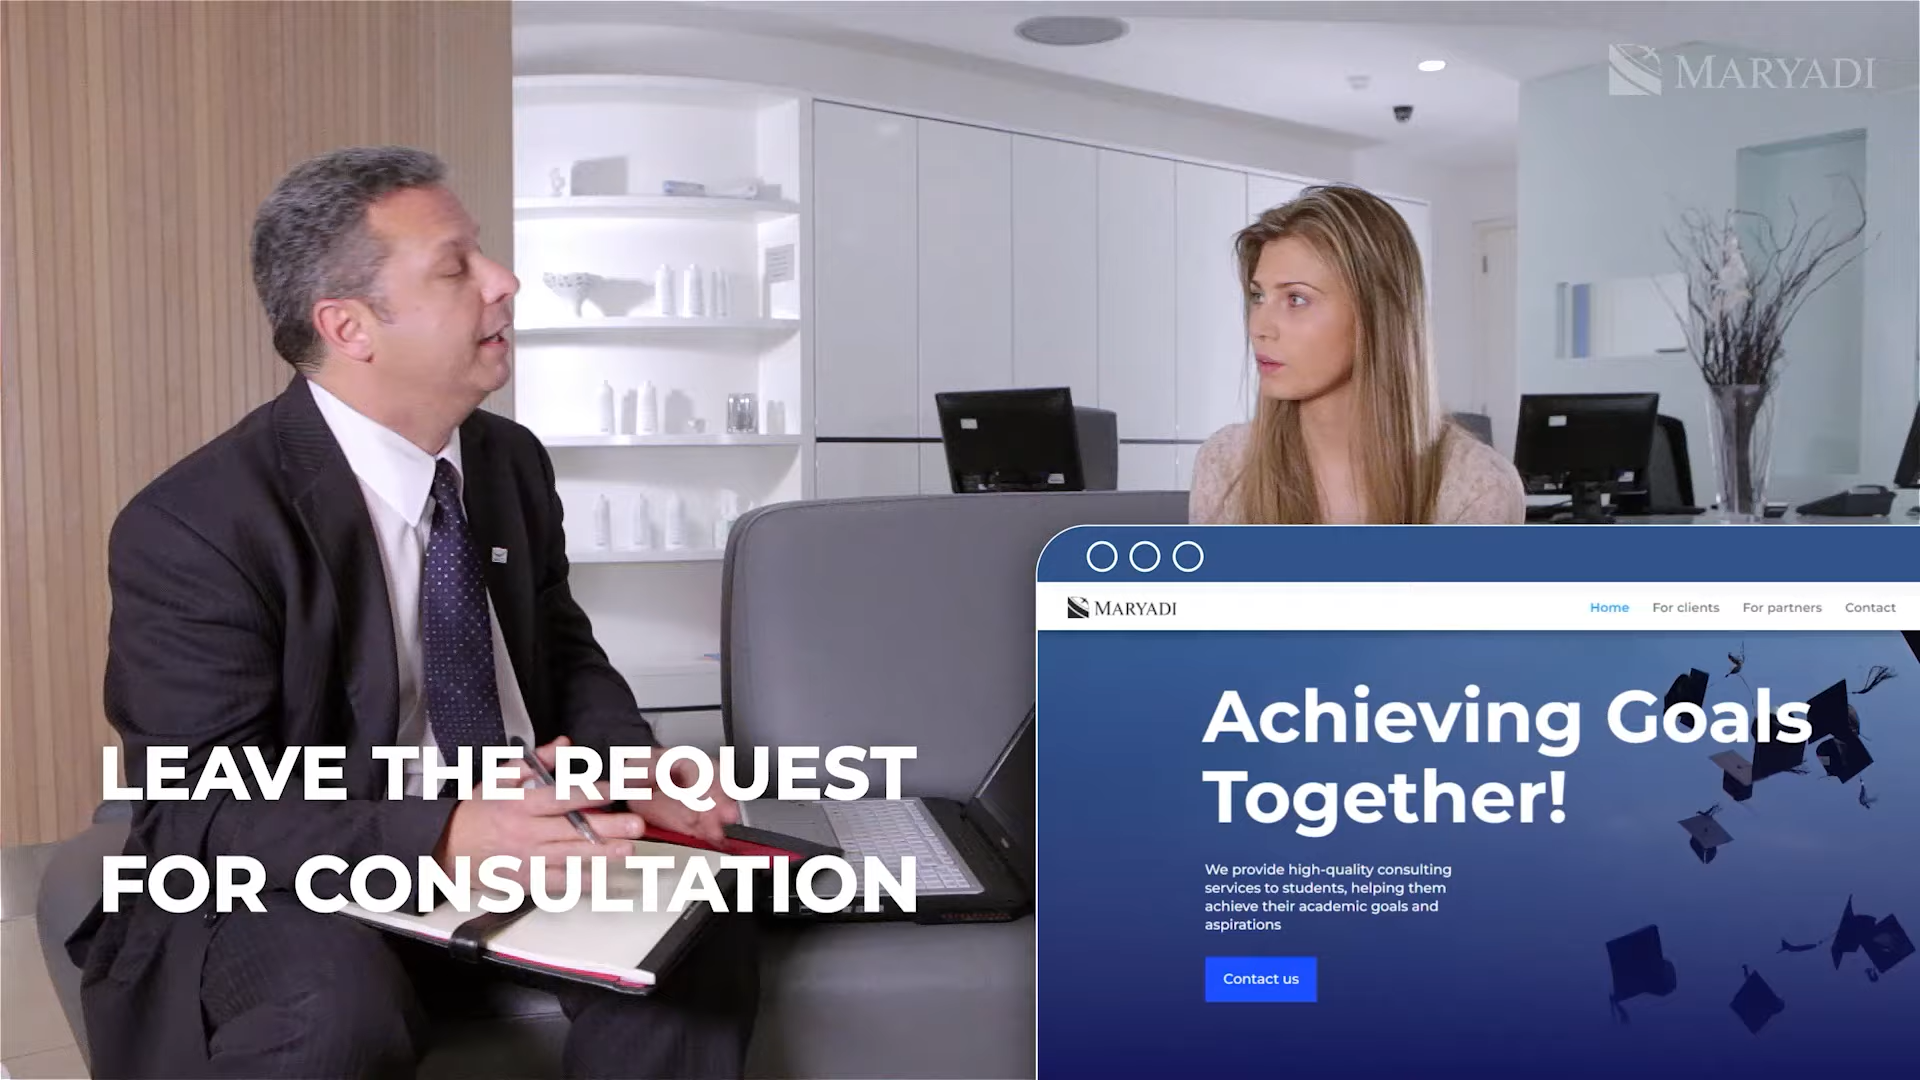 MARYADI
LEAVE THE REQUEST
FOR CONSULTATION
MARYADI
Home For clients For partners Contact
Achieving Goals
Together!
We provide high-quality consulting
services to students, helping them
achieve their academic goals and
aspirations
Contact us